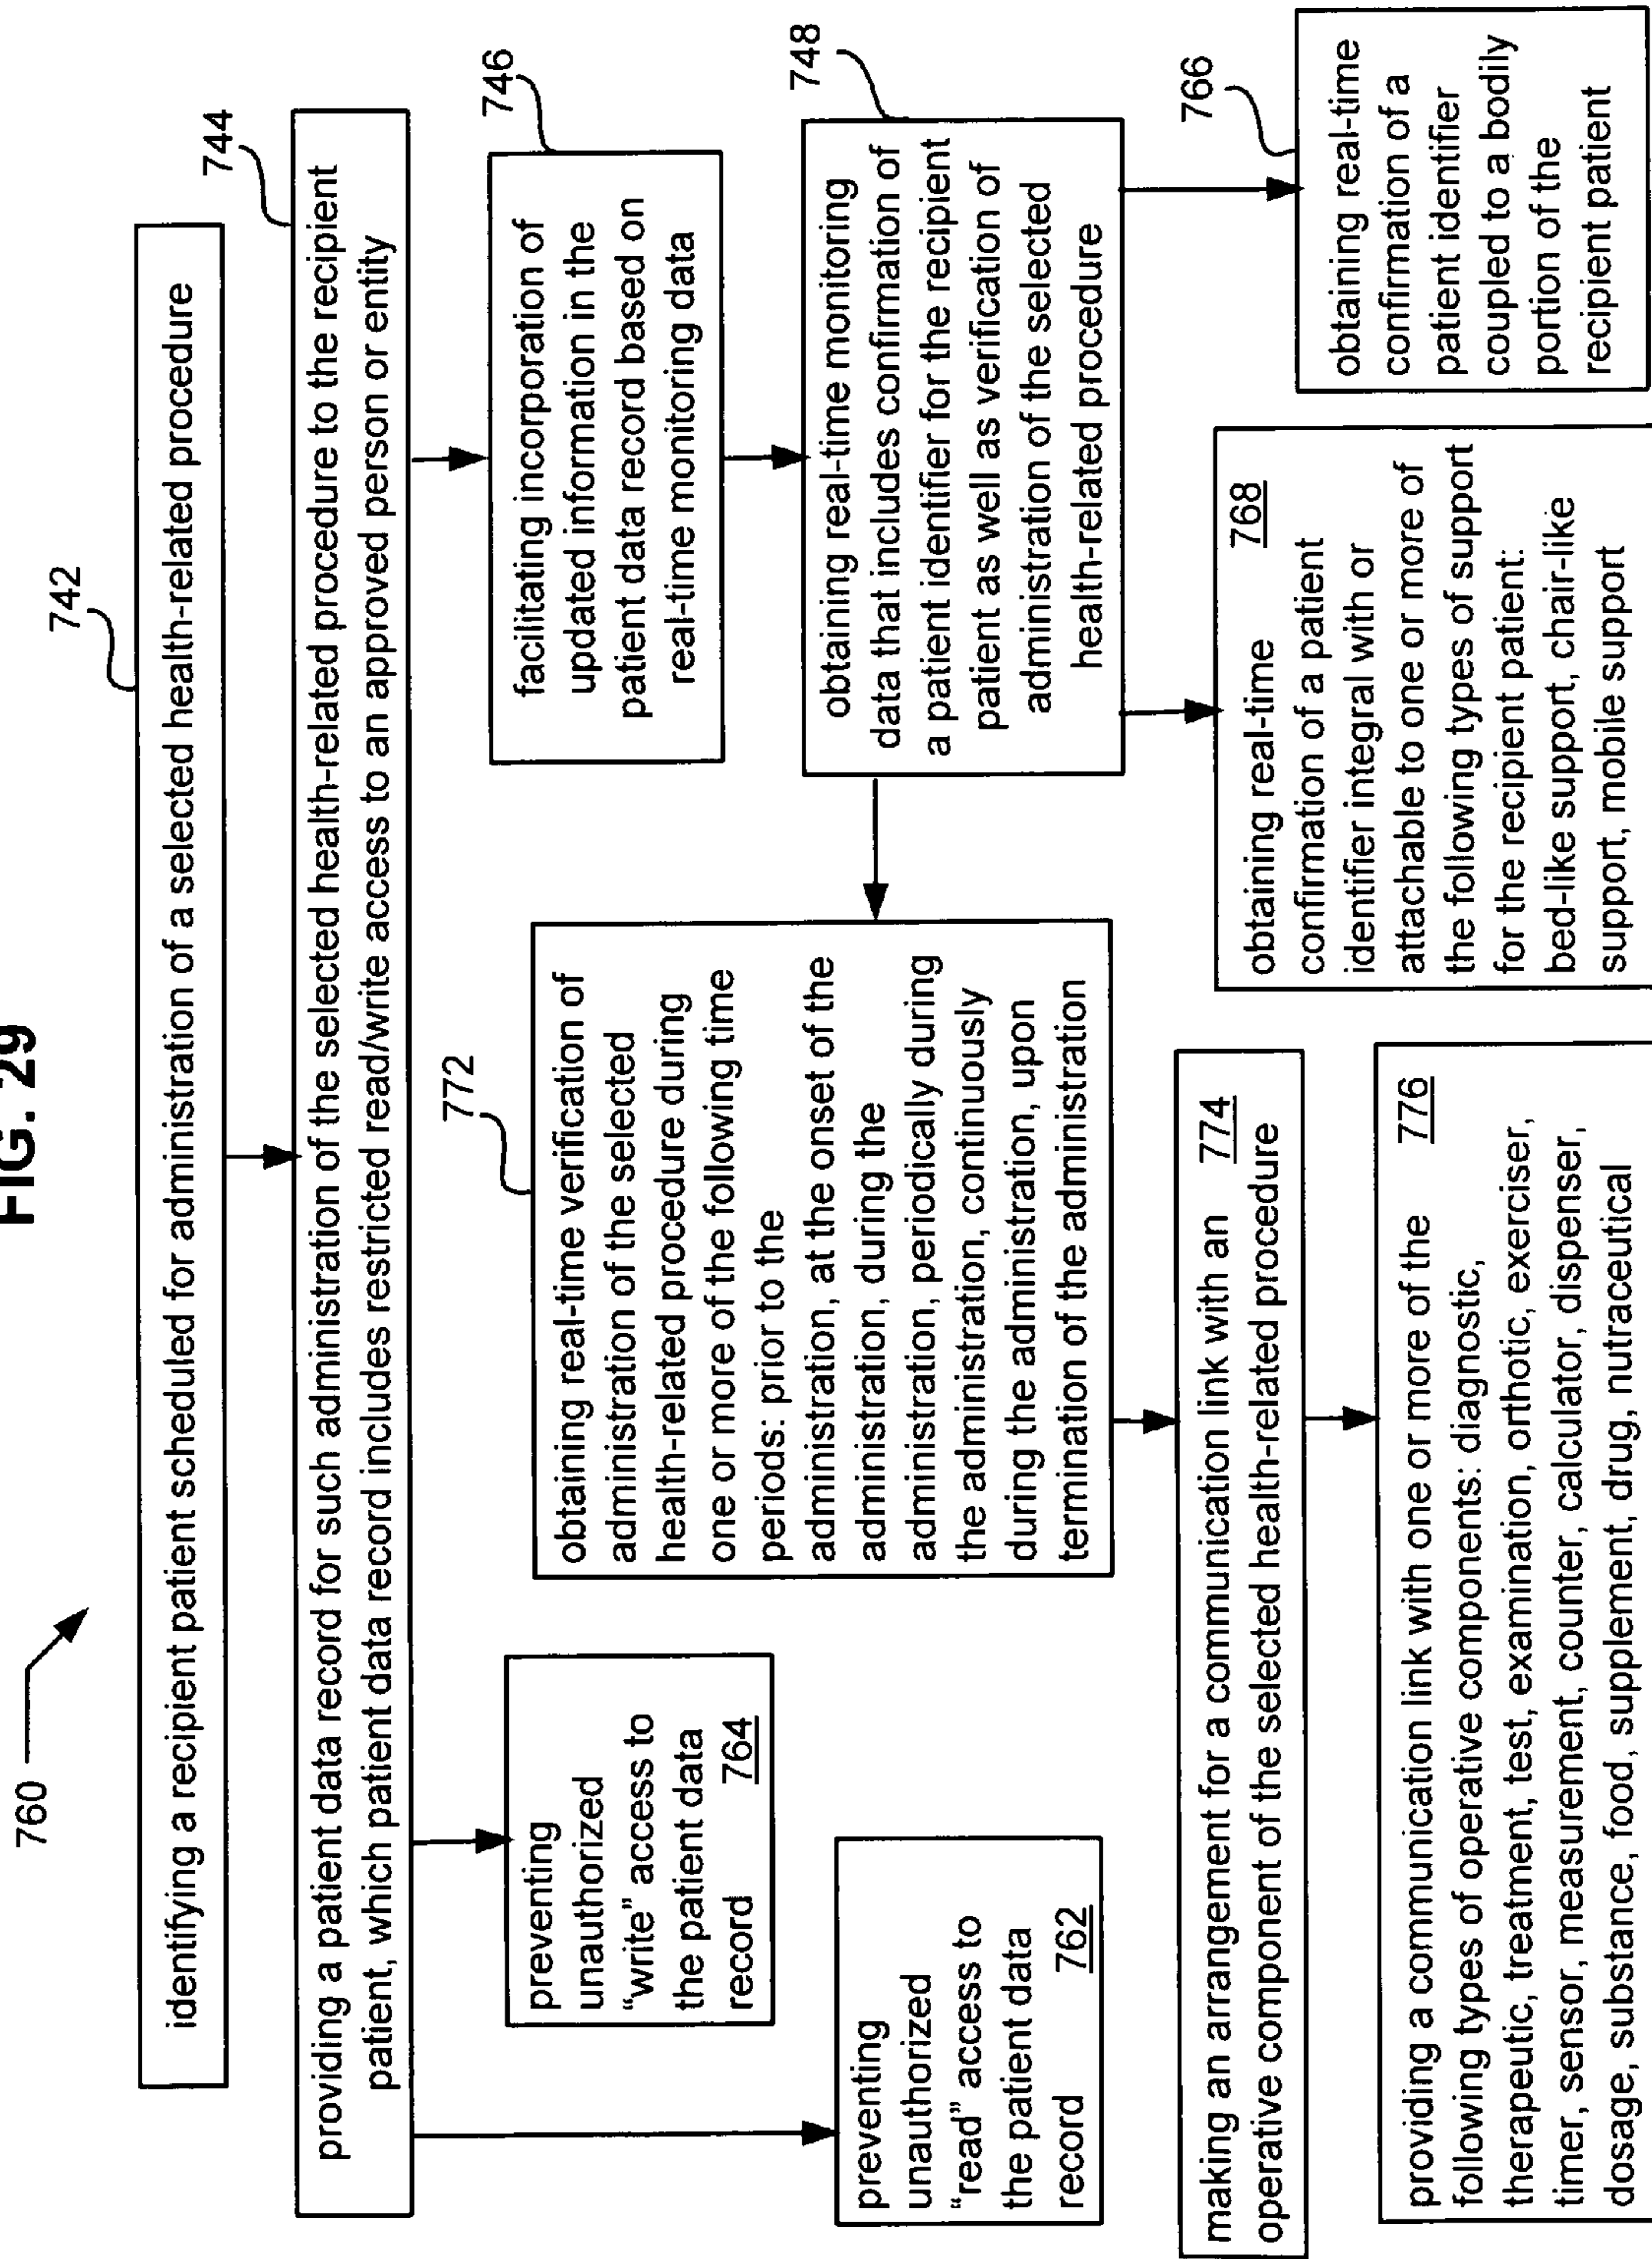 FIG. 29
760
742
identifying a recipient patient scheduled for administration of a selected health-related procedure
744
providing a patient data record for such administration of the selected health-related procedure to the recipient
patient, which patient data record includes restricted read/write access to an approved person or entity
preventing
unauthorized
“write” access to
the patient data
record 764
preventing
unauthorized
“read” access to
the patient data
record 762
746
facilitating incorporation of
updated information in the
patient data record based on
real-time monitoring data
748
obtaining real-time monitoring
data that includes confirmation of
a patient identifier for the recipient
patient as well as verification of
administration of the selected
health-related procedure
772
obtaining real-time verification of
administration of the selected
health-related procedure during
one or more of the following time
periods: prior to the
administration, at the onset of the
administration, during the
administration, periodically during
the administration, continuously
during the administration, upon
termination of the administration
774
making an arrangement for a communication link with an
operative component of the selected health-related procedure
776
providing a communication link with one or more of the
following types of operative components: diagnostic,
therapeutic, treatment, test, examination, orthotic, exerciser,
timer, sensor, measurement, counter, calculator, dispenser,
dosage, substance, food, supplement, drug, nutraceutical
768
obtaining real-time
confirmation of a patient
identifier integral with or
attachable to one or more of
the following types of support
for the recipient patient:
bed-like support, chair-like
support, mobile support
766
obtaining real-time
confirmation of a
patient identifier
coupled to a bodily
portion of the
recipient patient